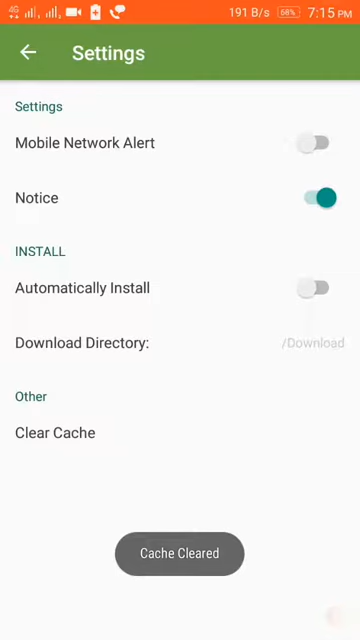 4G 191 B/s 58% 7:15 PM
Settings
Settings
Mobile Network Alert
Notice
INSTALL
Automatically Install
Download Directory: /Download
Other
Clear Cache
Cache Cleared